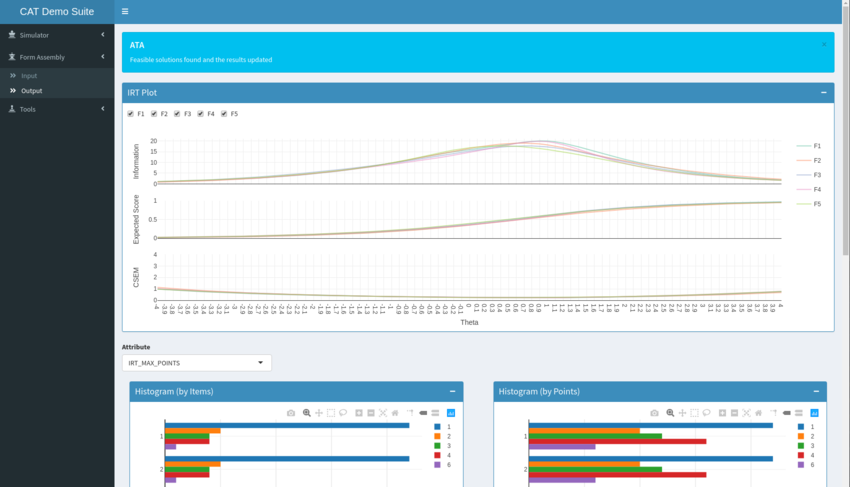 CAT Demo Suite
Simulator
Form Assembly
Input
Output
Tools
ATA
×
Feasible solutions found and the results updated
IRT Plot
F1 F2 F3 F4 F5
Information
20
15
10
5
0
F1
F2
F3
F4
F5
Expected Score
1
0.5
0
CSEM
4
3
2
1
0
-4 -3.9 -3.8 -3.7 -3.6 -3.5 -3.4 -3.3 -3.2 -3.1 -3 -2.9 -2.8 -2.7 -2.6 -2.5 -2.4 -2.3 -2.2 -2.1 -2 -1.9 -1.8 -1.7 -1.6 -1.5 -1.4 -1.3 -1.2 -1.1 -1 -0.9 -0.8 -0.7 -0.6 -0.5 -0.4 -0.3 -0.2 -0.1 0 0.1 0.2 0.3 0.4 0.5 0.6 0.7 0.8 0.9 1 1.1 1.2 1.3 1.4 1.5 1.6 1.7 1.8 1.9 2 2.1 2.2 2.3 2.4 2.5 2.6 2.7 2.8 2.9 3 3.1 3.2 3.3 3.4 3.5 3.6 3.7 3.8 3.9 4
Theta
Attribute
IRT_MAX_POINTS
Histogram (by Items)
1
2
1
2
3
4
6
Histogram (by Points)
1
2
1
2
3
4
6